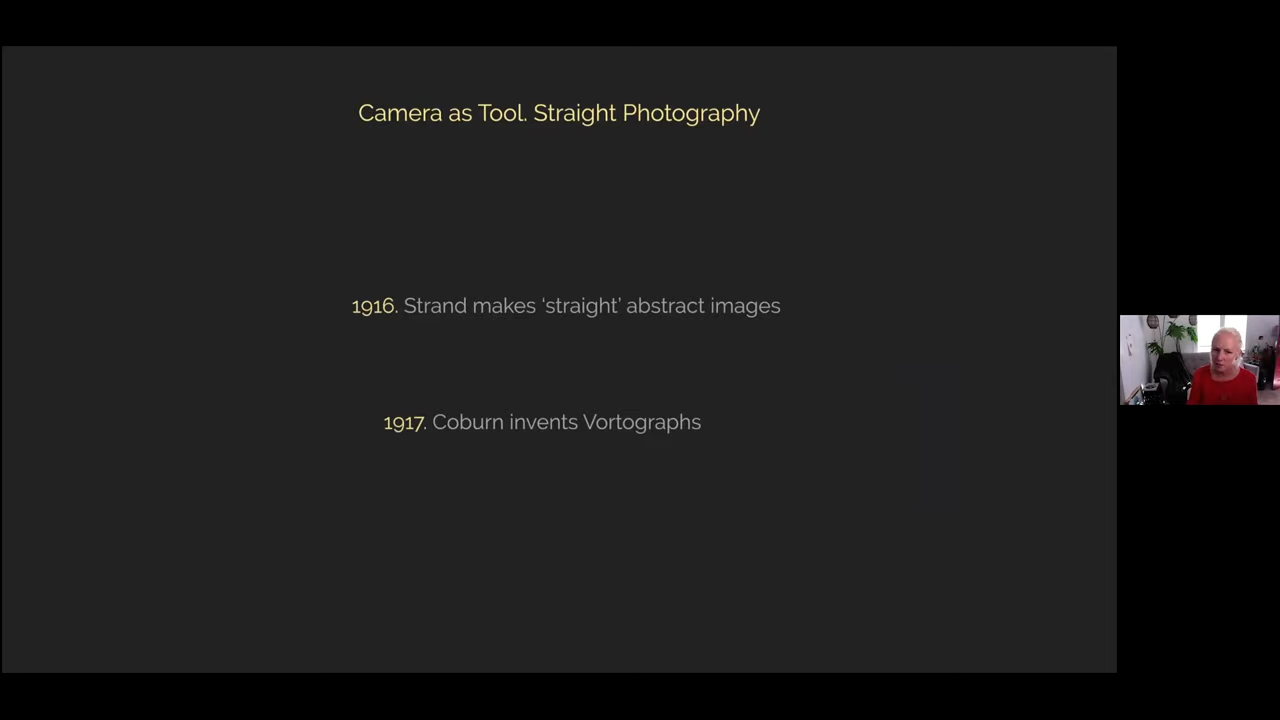 Camera as Tool. Straight Photography
1916. Strand makes ‘straight’ abstract images
1917. Coburn invents Vortographs